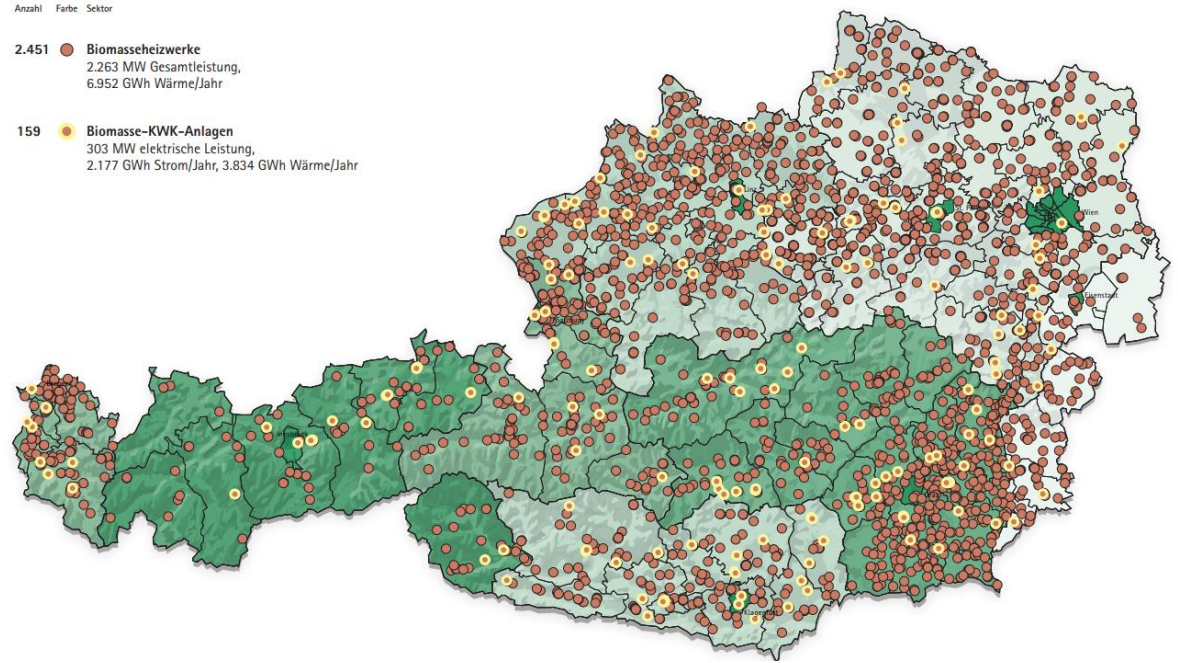 Anzahl Farbe Sektor
2.451 Biomasseheizwerke
2.263 MW Gesamtleistung,
6.952 GWh Wärme/Jahr
159 Biomasse-KWK-Anlagen
303 MW elektrische Leistung,
2.177 GWh Strom/Jahr, 3.834 GWh Wärme/Jahr
Linz
Wien
Eisenstadt
Innsbruck
Klagenfurt